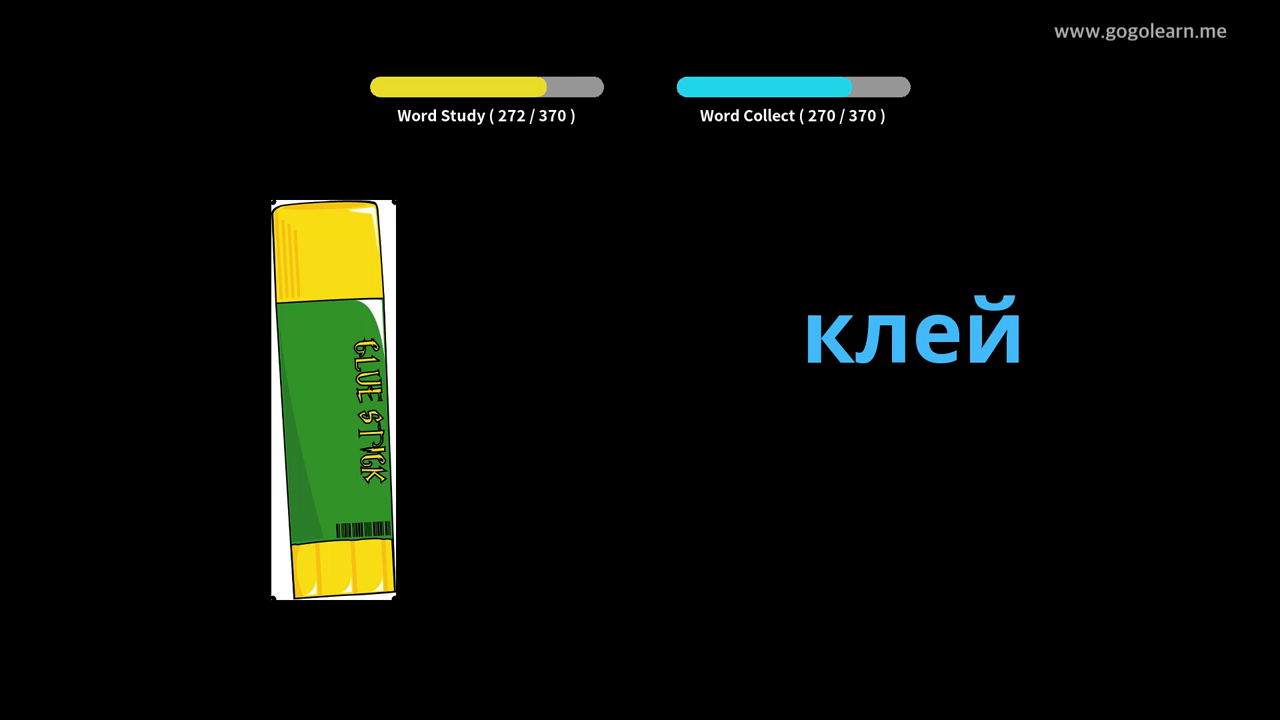 www.gogolearn.me
Word Study ( 272 / 370 )
Word Collect ( 270 / 370 )
клей
GLUE STICK